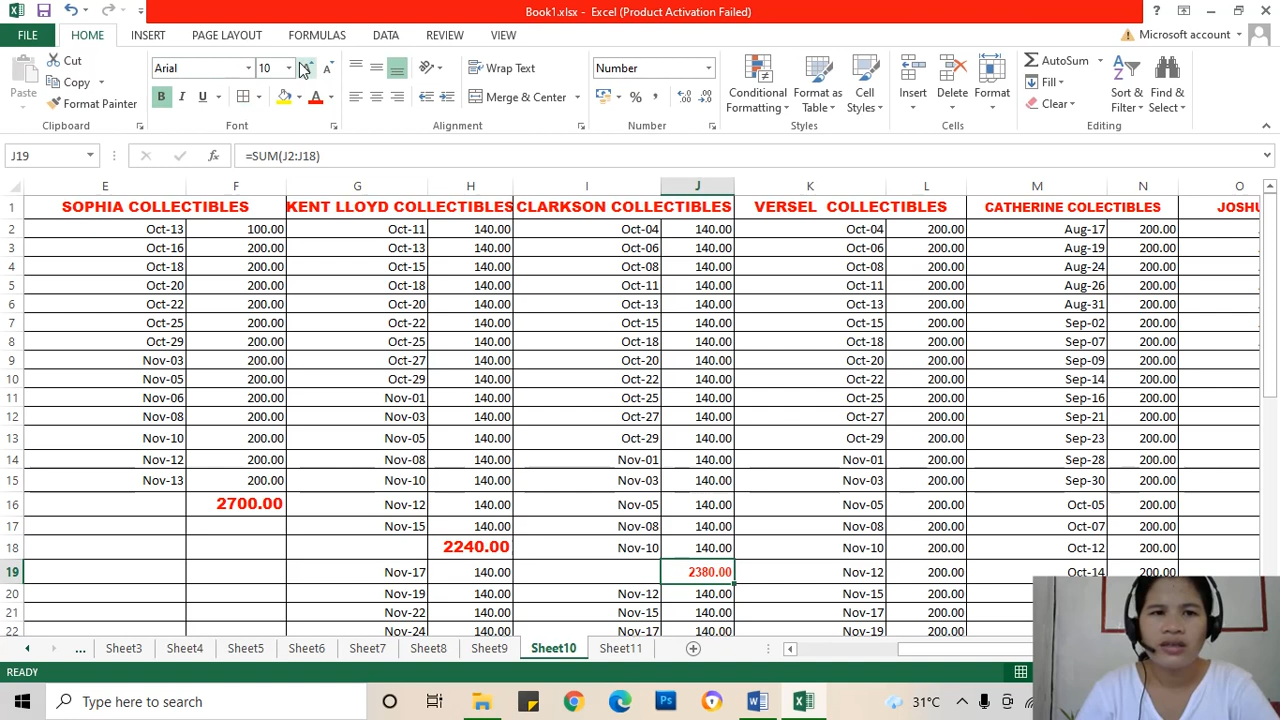 Book1.xlsx - Excel (Product Activation Failed)
FILE HOME INSERT PAGE LAYOUT FORMULAS DATA REVIEW VIEW Microsoft account
Cut Arial 10 Wrap Text Number AutoSum
Paste Copy Conditional Formatting Format as Table Cell Styles Insert Delete Format Fill Sort & Filter Find & Select
Format Painter B I U A Merge & Center % , Clear
Clipboard Font Alignment Number Styles Cells Editing
J19 fx =SUM(J2:J18)
E F G H I J K L M N O
1 SOPHIA COLLECTIBLES KENT LLOYD COLLECTIBLES CLARKSON COLLECTIBLES VERSEL COLLECTIBLES CATHERINE COLECTIBLES
2 Oct-13 100.00 Oct-11 140.00 Oct-04 140.00 Oct-04 200.00 Aug-17 200.00
3 Oct-16 200.00 Oct-13 140.00 Oct-06 140.00 Oct-06 200.00 Aug-19 200.00
4 Oct-18 200.00 Oct-15 140.00 Oct-08 140.00 Oct-08 200.00 Aug-24 200.00
5 Oct-20 200.00 Oct-18 140.00 Oct-11 140.00 Oct-11 200.00 Aug-26 200.00
6 Oct-22 200.00 Oct-20 140.00 Oct-13 140.00 Oct-13 200.00 Aug-31 200.00
7 Oct-25 200.00 Oct-22 140.00 Oct-15 140.00 Oct-15 200.00 Sep-02 200.00
8 Oct-29 200.00 Oct-25 140.00 Oct-18 140.00 Oct-18 200.00 Sep-07 200.00
9 Nov-03 200.00 Oct-27 140.00 Oct-20 140.00 Oct-20 200.00 Sep-09 200.00
10 Nov-05 200.00 Oct-29 140.00 Oct-22 140.00 Oct-22 200.00 Sep-14 200.00
11 Nov-06 200.00 Nov-01 140.00 Oct-25 140.00 Oct-25 200.00 Sep-16 200.00
12 Nov-08 200.00 Nov-03 140.00 Oct-27 140.00 Oct-27 200.00 Sep-21 200.00
13 Nov-10 200.00 Nov-05 140.00 Oct-29 140.00 Oct-29 200.00 Sep-23 200.00
14 Nov-12 200.00 Nov-08 140.00 Nov-01 140.00 Nov-01 200.00 Sep-28 200.00
15 Nov-13 200.00 Nov-10 140.00 Nov-03 140.00 Nov-03 200.00 Sep-30 200.00
16 2700.00 Nov-12 140.00 Nov-05 140.00 Nov-05 200.00 Oct-05 200.00
17 Nov-15 140.00 Nov-08 140.00 Nov-08 200.00 Oct-07 200.00
18 2240.00 Nov-10 140.00 Nov-10 200.00 Oct-12 200.00
19 Nov-17 140.00 2380.00 Nov-12 200.00 Oct-14 200.00
20 Nov-19 140.00 Nov-12 140.00 Nov-15 200.00
21 Nov-22 140.00 Nov-15 140.00 Nov-17 200.00
22 Nov-24 140.00 Nov-17 140.00 Nov-19 200.00
... Sheet3 Sheet4 Sheet5 Sheet6 Sheet7 Sheet8 Sheet9 Sheet10 Sheet11
READY
Type here to search 31°C